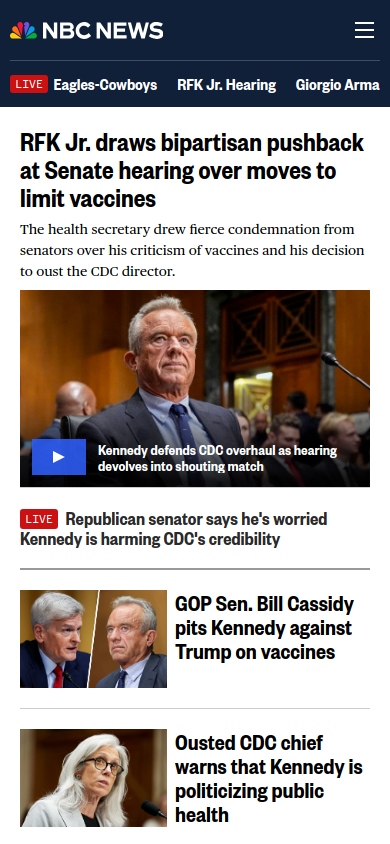 NBC NEWS
LIVE Eagles-Cowboys RFK Jr. Hearing Giorgio Arma
RFK Jr. draws bipartisan pushback
at Senate hearing over moves to
limit vaccines
The health secretary drew fierce condemnation from
senators over his criticism of vaccines and his decision
to oust the CDC director.
Kennedy defends CDC overhaul as hearing
devolves into shouting match
LIVE Republican senator says he's worried
Kennedy is harming CDC's credibility
GOP Sen. Bill Cassidy
pits Kennedy against
Trump on vaccines
Ousted CDC chief
warns that Kennedy is
politicizing public
health